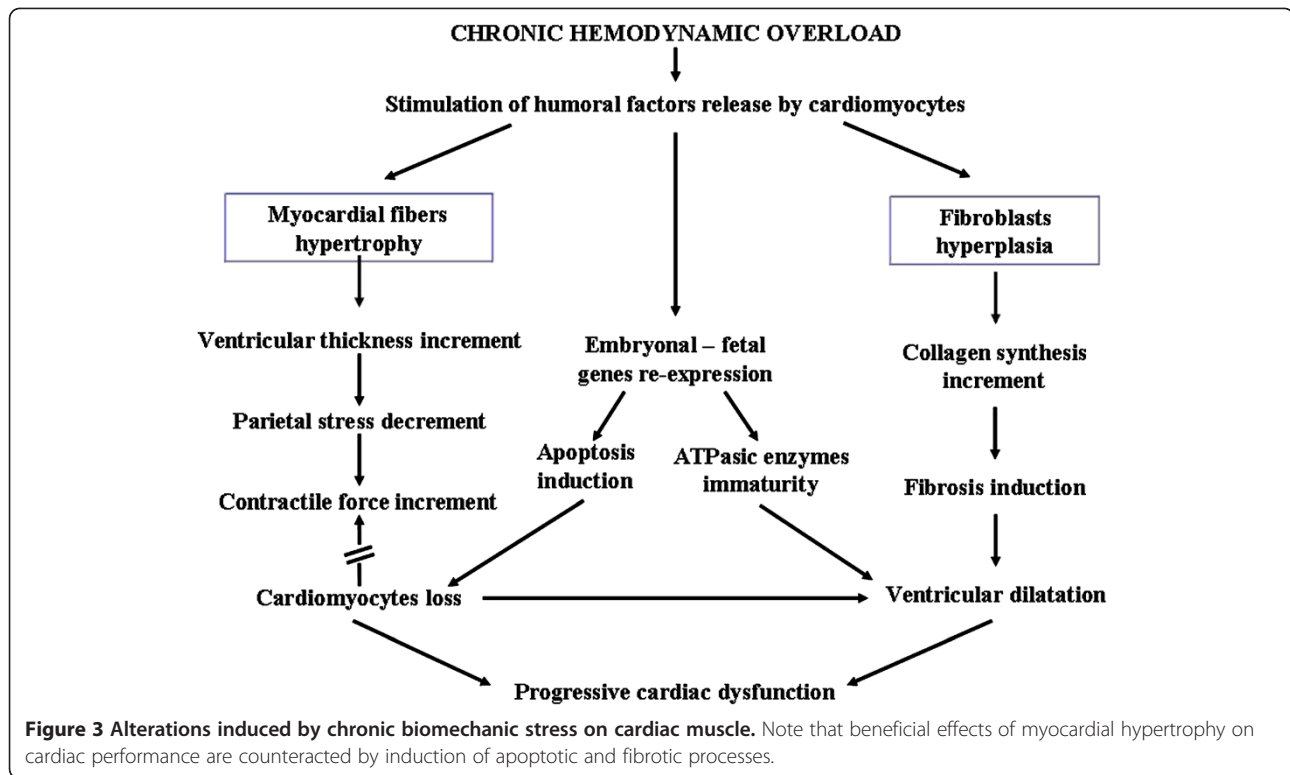 CHRONIC HEMODYNAMIC OVERLOAD
Stimulation of humoral factors release by cardiomyocytes
Myocardial fibers
hypertrophy
Ventricular thickness increment
Parietal stress decrement
Contractile force increment
Cardiomyocytes loss
Embryonal – fetal
genes re-expression
Apoptosis
induction
ATPasic enzymes
immaturity
Fibroblasts
hyperplasia
Collagen synthesis
increment
Fibrosis induction
Ventricular dilatation
Progressive cardiac dysfunction
Figure 3 Alterations induced by chronic biomechanic stress on cardiac muscle. Note that beneficial effects of myocardial hypertrophy on
cardiac performance are counteracted by induction of apoptotic and fibrotic processes.